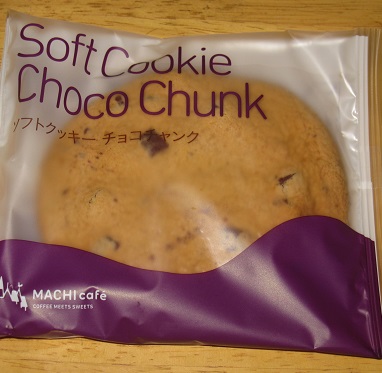 Soft Cookie
Choco Chunk
ソフトクッキー チョコチャンク
MACHI café
COFFEE MEETS SWEETS